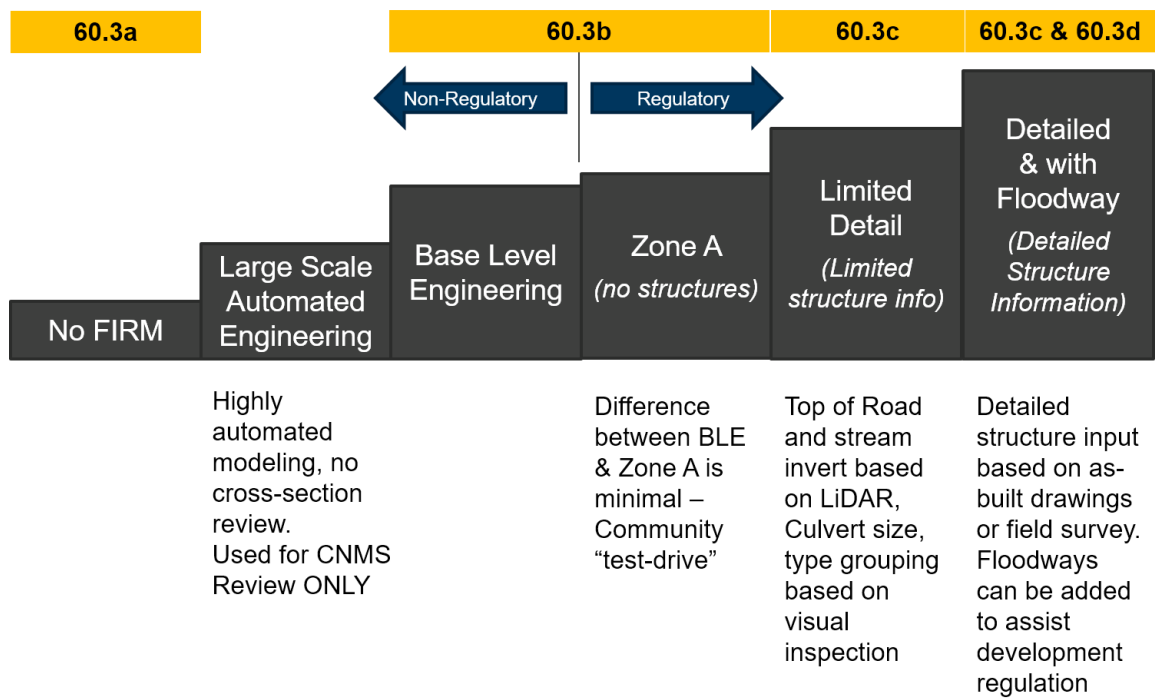 60.3a
60.3b
60.3c
60.3c & 60.3d
Non-Regulatory
Regulatory
No FIRM
Large Scale
Automated
Engineering
Base Level
Engineering
Zone A
(no structures)
Limited
Detail
(Limited
structure info)
Detailed
& with
Floodway
(Detailed
Structure
Information)
Highly
automated
modeling, no
cross-section
review.
Used for CNMS
Review ONLY
Difference
between BLE
& Zone A is
minimal –
Community
“test-drive”
Top of Road
and stream
invert based
on LiDAR,
Culvert size,
type grouping
based on
visual
inspection
Detailed
structure input
based on as-
built drawings
or field survey.
Floodways
can be added
to assist
development
regulation